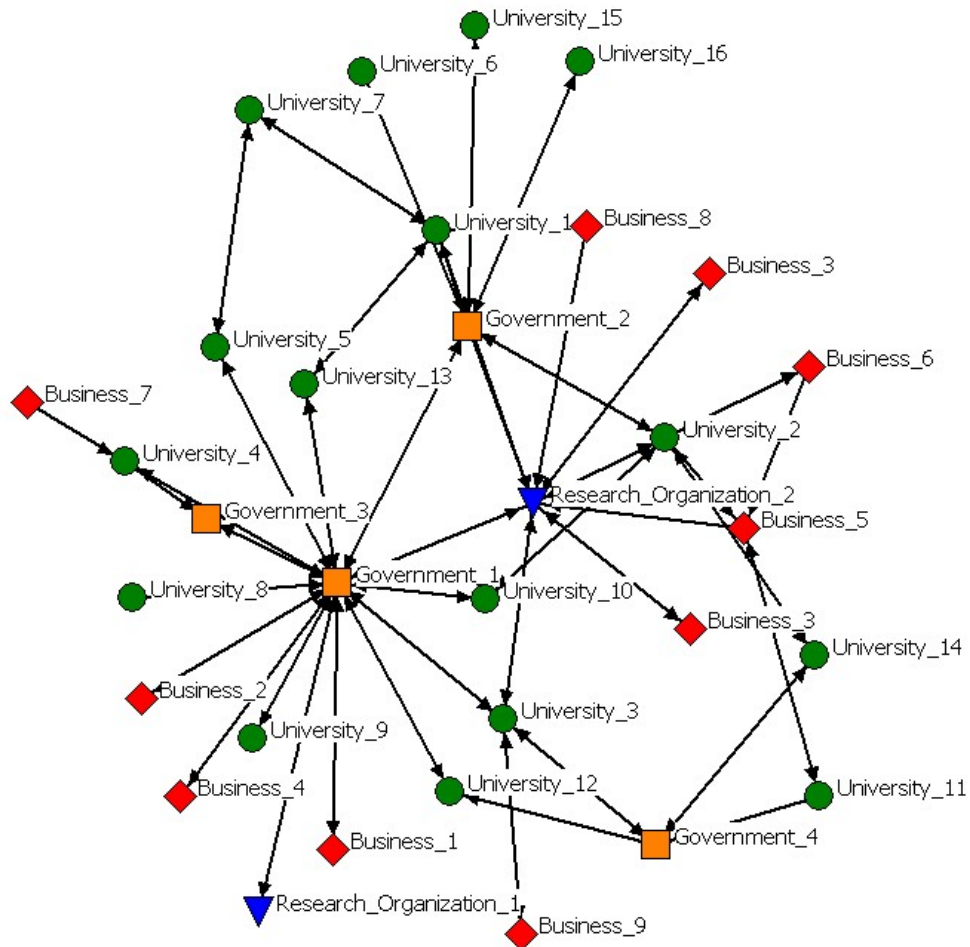 University_15
University_6
University_16
University_7
University_1
Business_8
Business_3
Government_2
University_5
University_13
Business_6
Business_7
University_2
University_4
Research_Organization_2
Government_3
Business_5
Government_1
University_8
University_10
Business_3
University_14
Business_2
University_3
University_9
Business_4
University_12
University_11
Government_4
Business_1
Research_Organization_1
Business_9